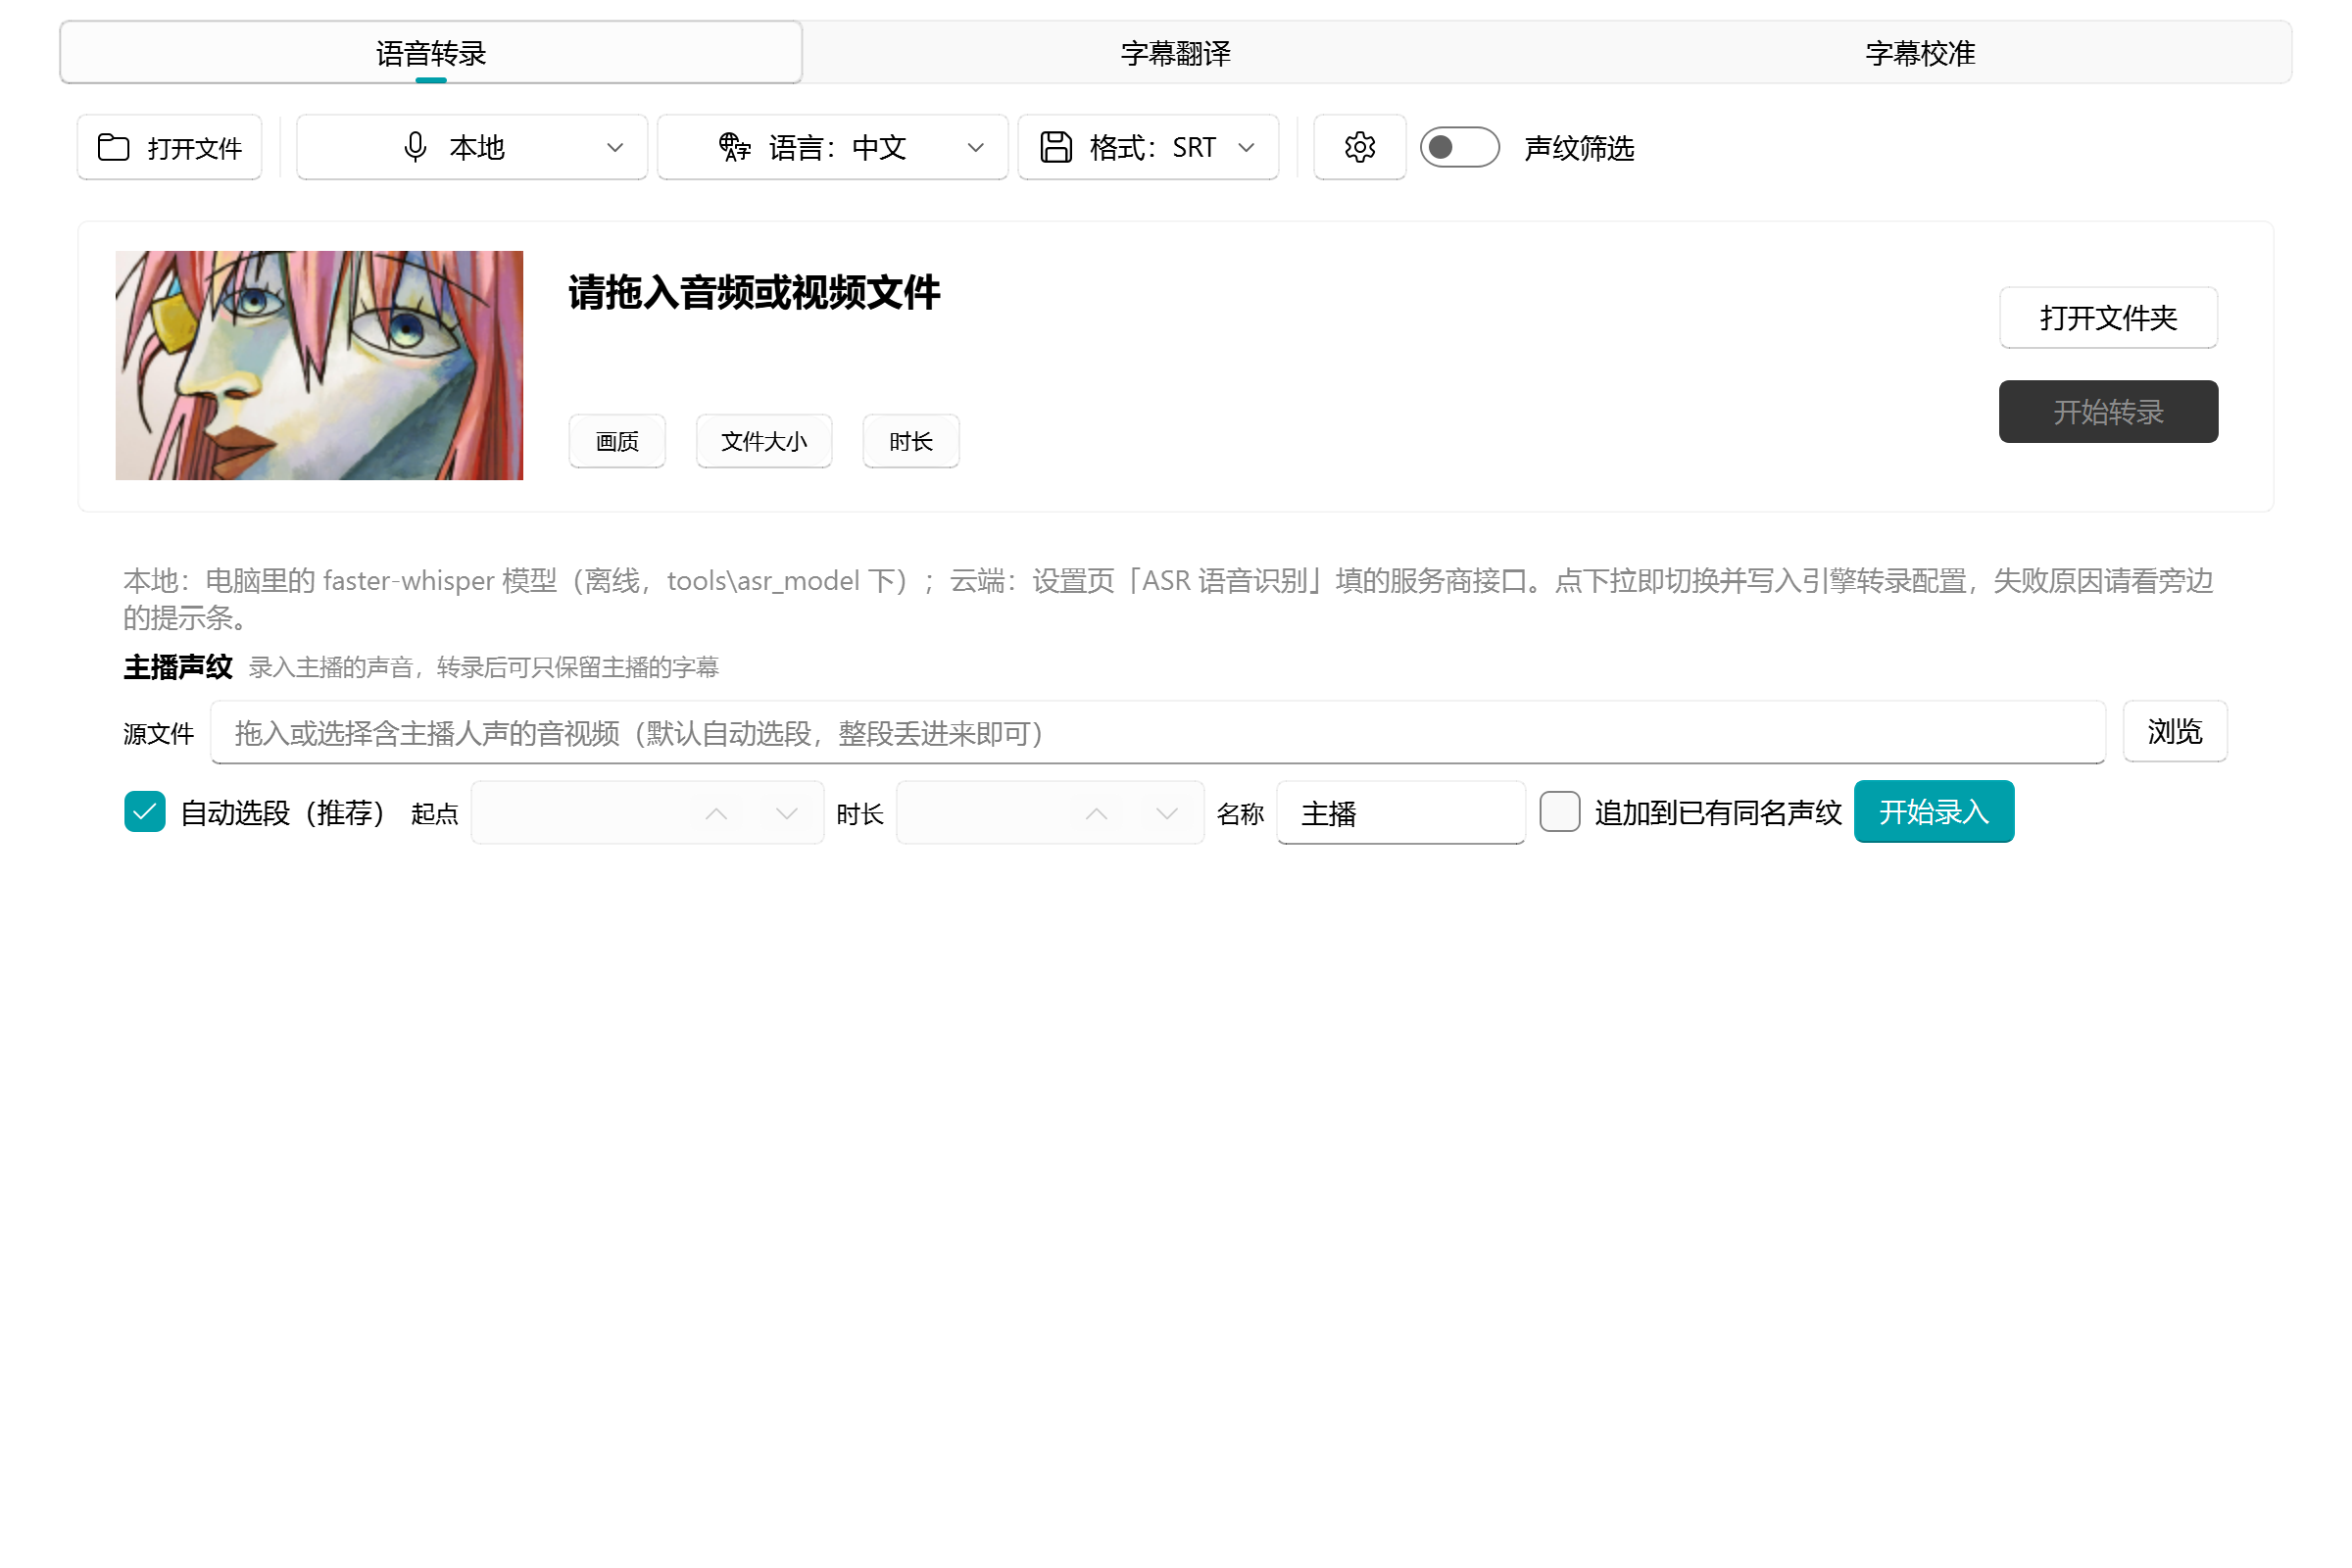 语音转录
字幕翻译
字幕校准
打开文件
本地
语言：中文
格式：SRT
声纹筛选
请拖入音频或视频文件
打开文件夹
开始转录
画质
文件大小
时长
本地：电脑里的 faster-whisper 模型（离线，tools\asr_model 下）；云端：设置页「ASR 语音识别」填的服务商接口。点下拉即切换并写入引擎转录配置，失败原因请看旁边
的提示条。
主播声纹 录入主播的声音，转录后可只保留主播的字幕
源文件 拖入或选择含主播人声的音视频（默认自动选段，整段丢进来即可） 浏览
自动选段（推荐） 起点 时长 名称 主播 追加到已有同名声纹 开始录入